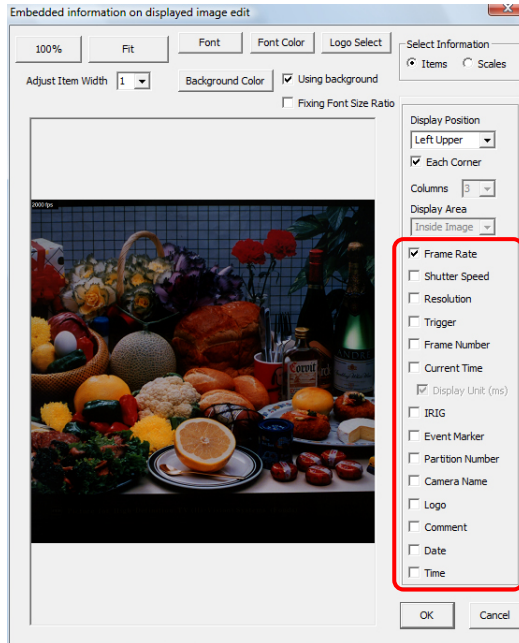 Embedded information on displayed image edit
100%
Fit
Font
Font Color
Logo Select
Select Information
Items
Scales
Adjust Item Width
1
Background Color
Using background
Fixing Font Size Ratio
Display Position
Left Upper
Each Corner
Columns
3
Display Area
Inside Image
2000 fps
Frame Rate
Shutter Speed
Resolution
Trigger
Frame Number
Current Time
Display Unit (ms)
IRIG
Event Marker
Partition Number
Camera Name
Logo
Comment
Date
Time
Corvit
OK
Cancel